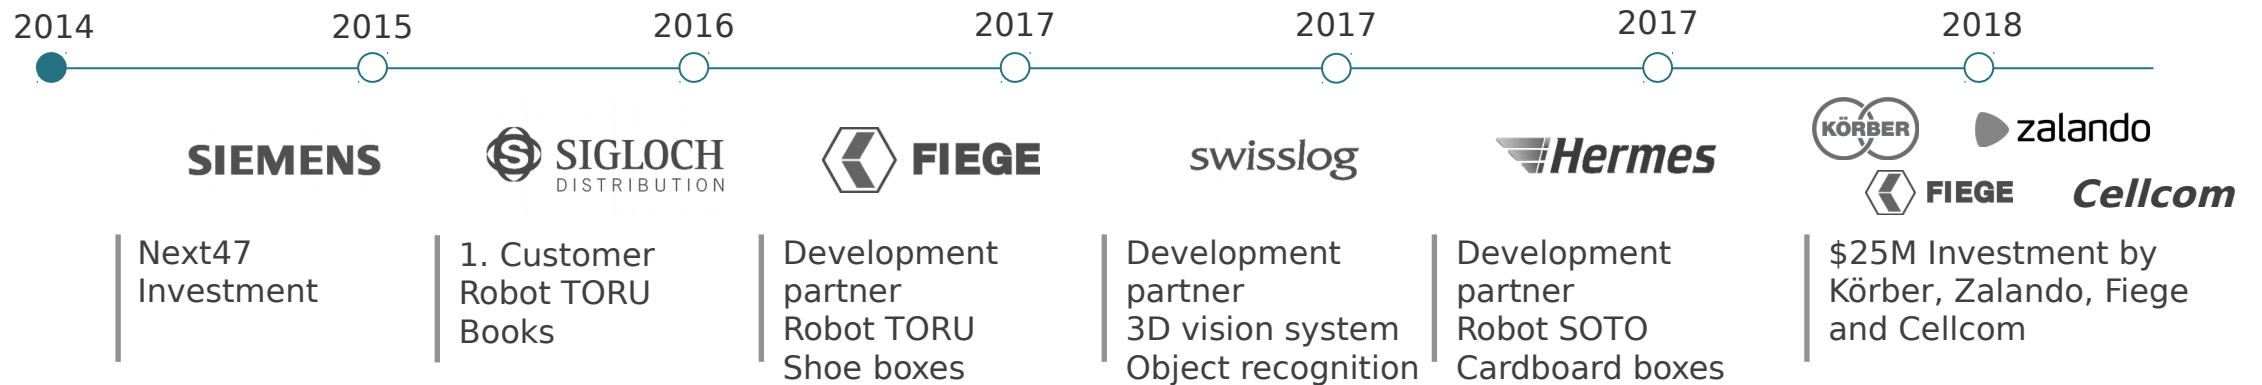 2014 2015 2016 2017 2017 2017 2018
SIEMENS
S SIGLOCH
DISTRIBUTION
FIEGE
swisslog
Hermes
KÖRBER
zalando
FIEGE
Cellcom
Next47
Investment
1. Customer
Robot TORU
Books
Development
partner
Robot TORU
Shoe boxes
Development
partner
3D vision system
Object recognition
Development
partner
Robot SOTO
Cardboard boxes
$25M Investment by
Körber, Zalando, Fiege
and Cellcom